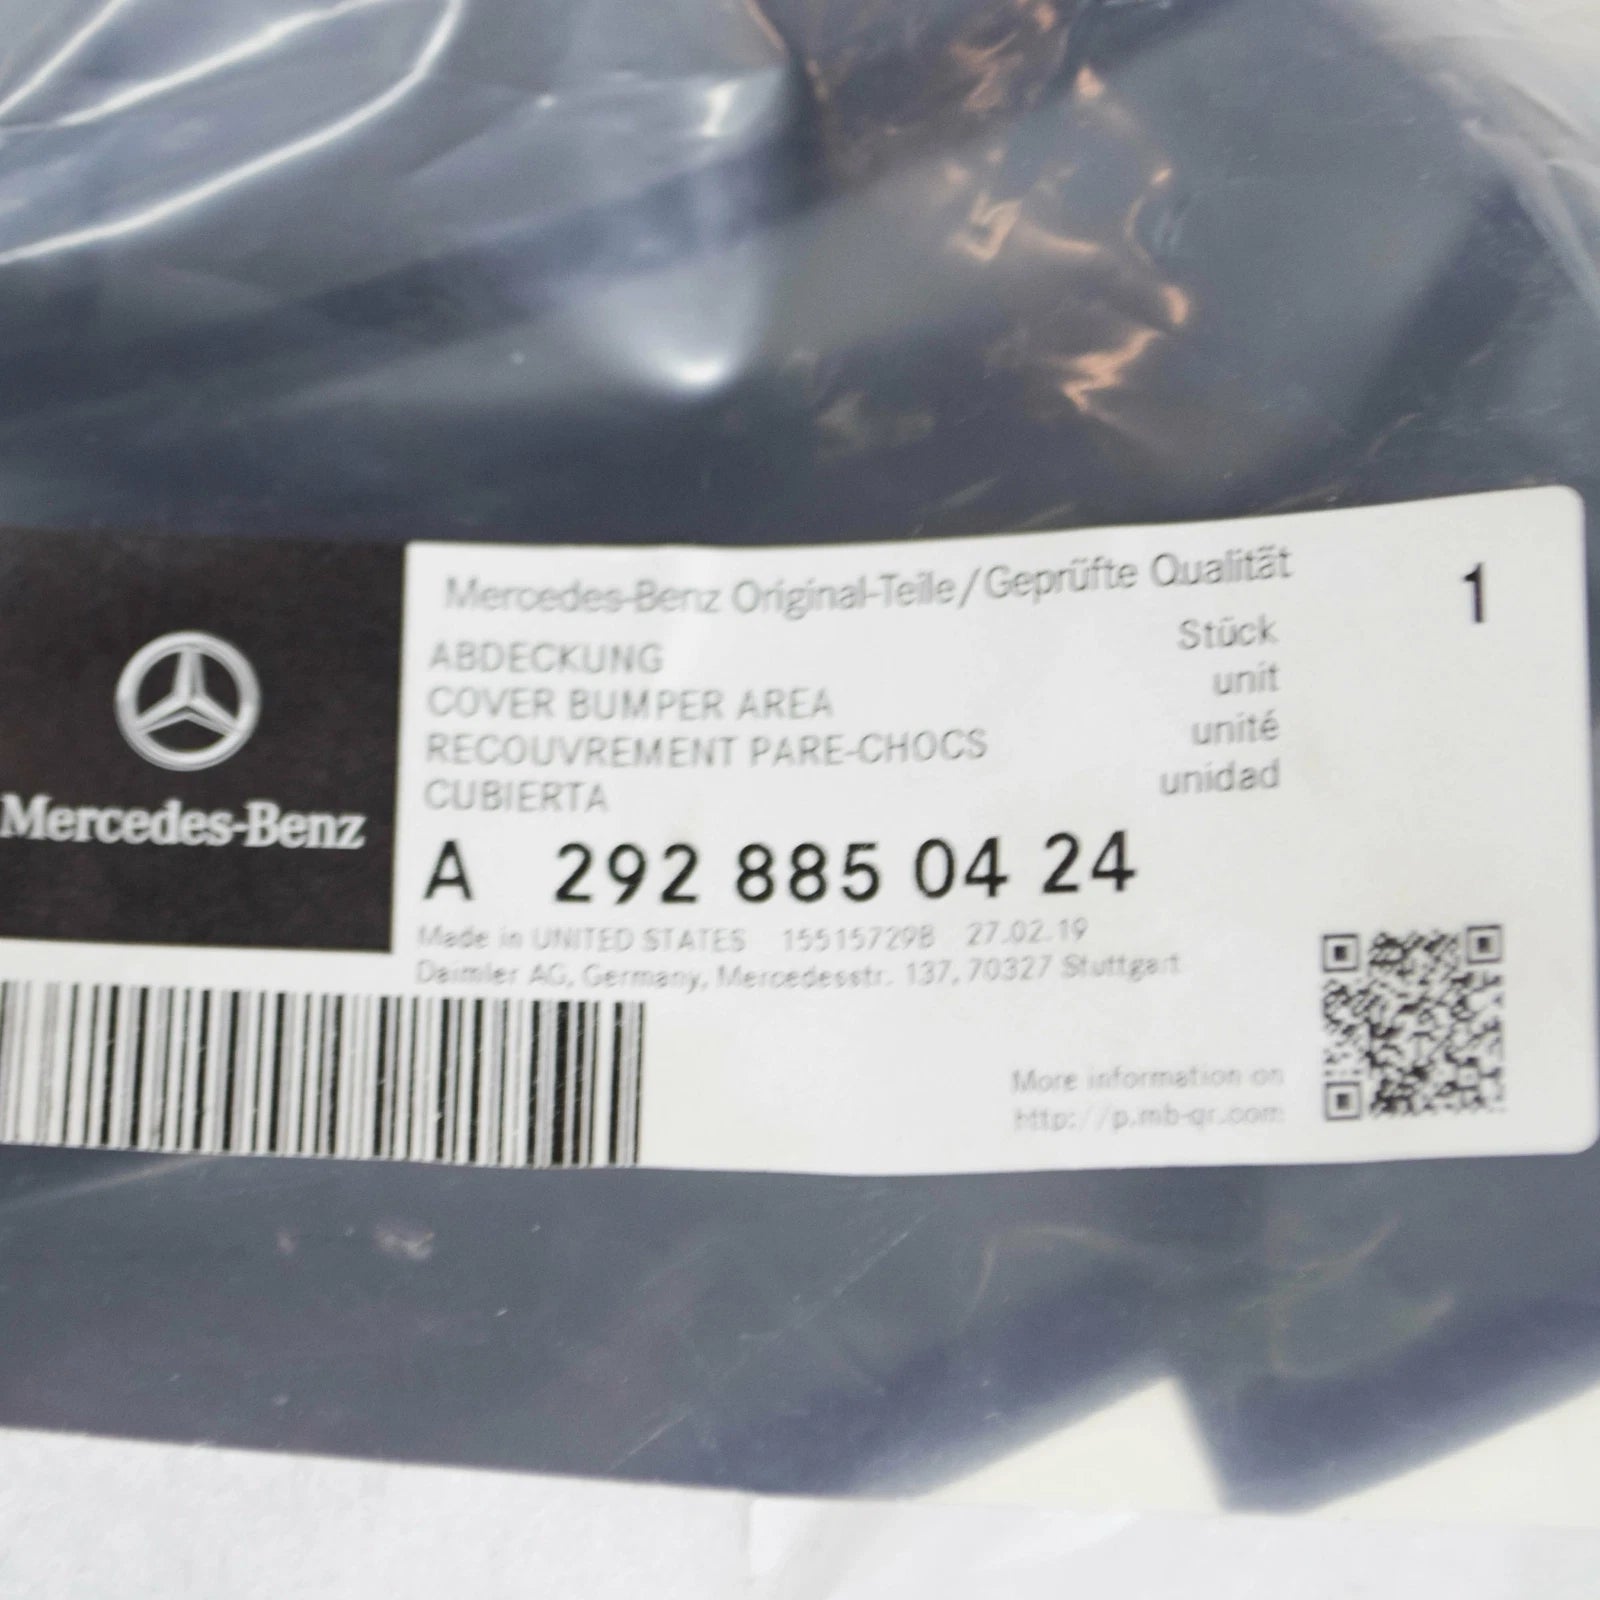 Mercedes-Benz
Mercedes-Benz Original-Teile/Geprüfte Qualität
1
ABDECKUNG
COVER BUMPER AREA
RECOUVREMENT PARE-CHOCS
CUBIERTA
Stück
unit
unité
unidad
A 292 885 04 24
Made in UNITED STATES 155157298 27.02.19
Daimler AG, Germany, Mercedesstr. 137, 70327 Stuttgart
More information on
http://p.mb-qr.com